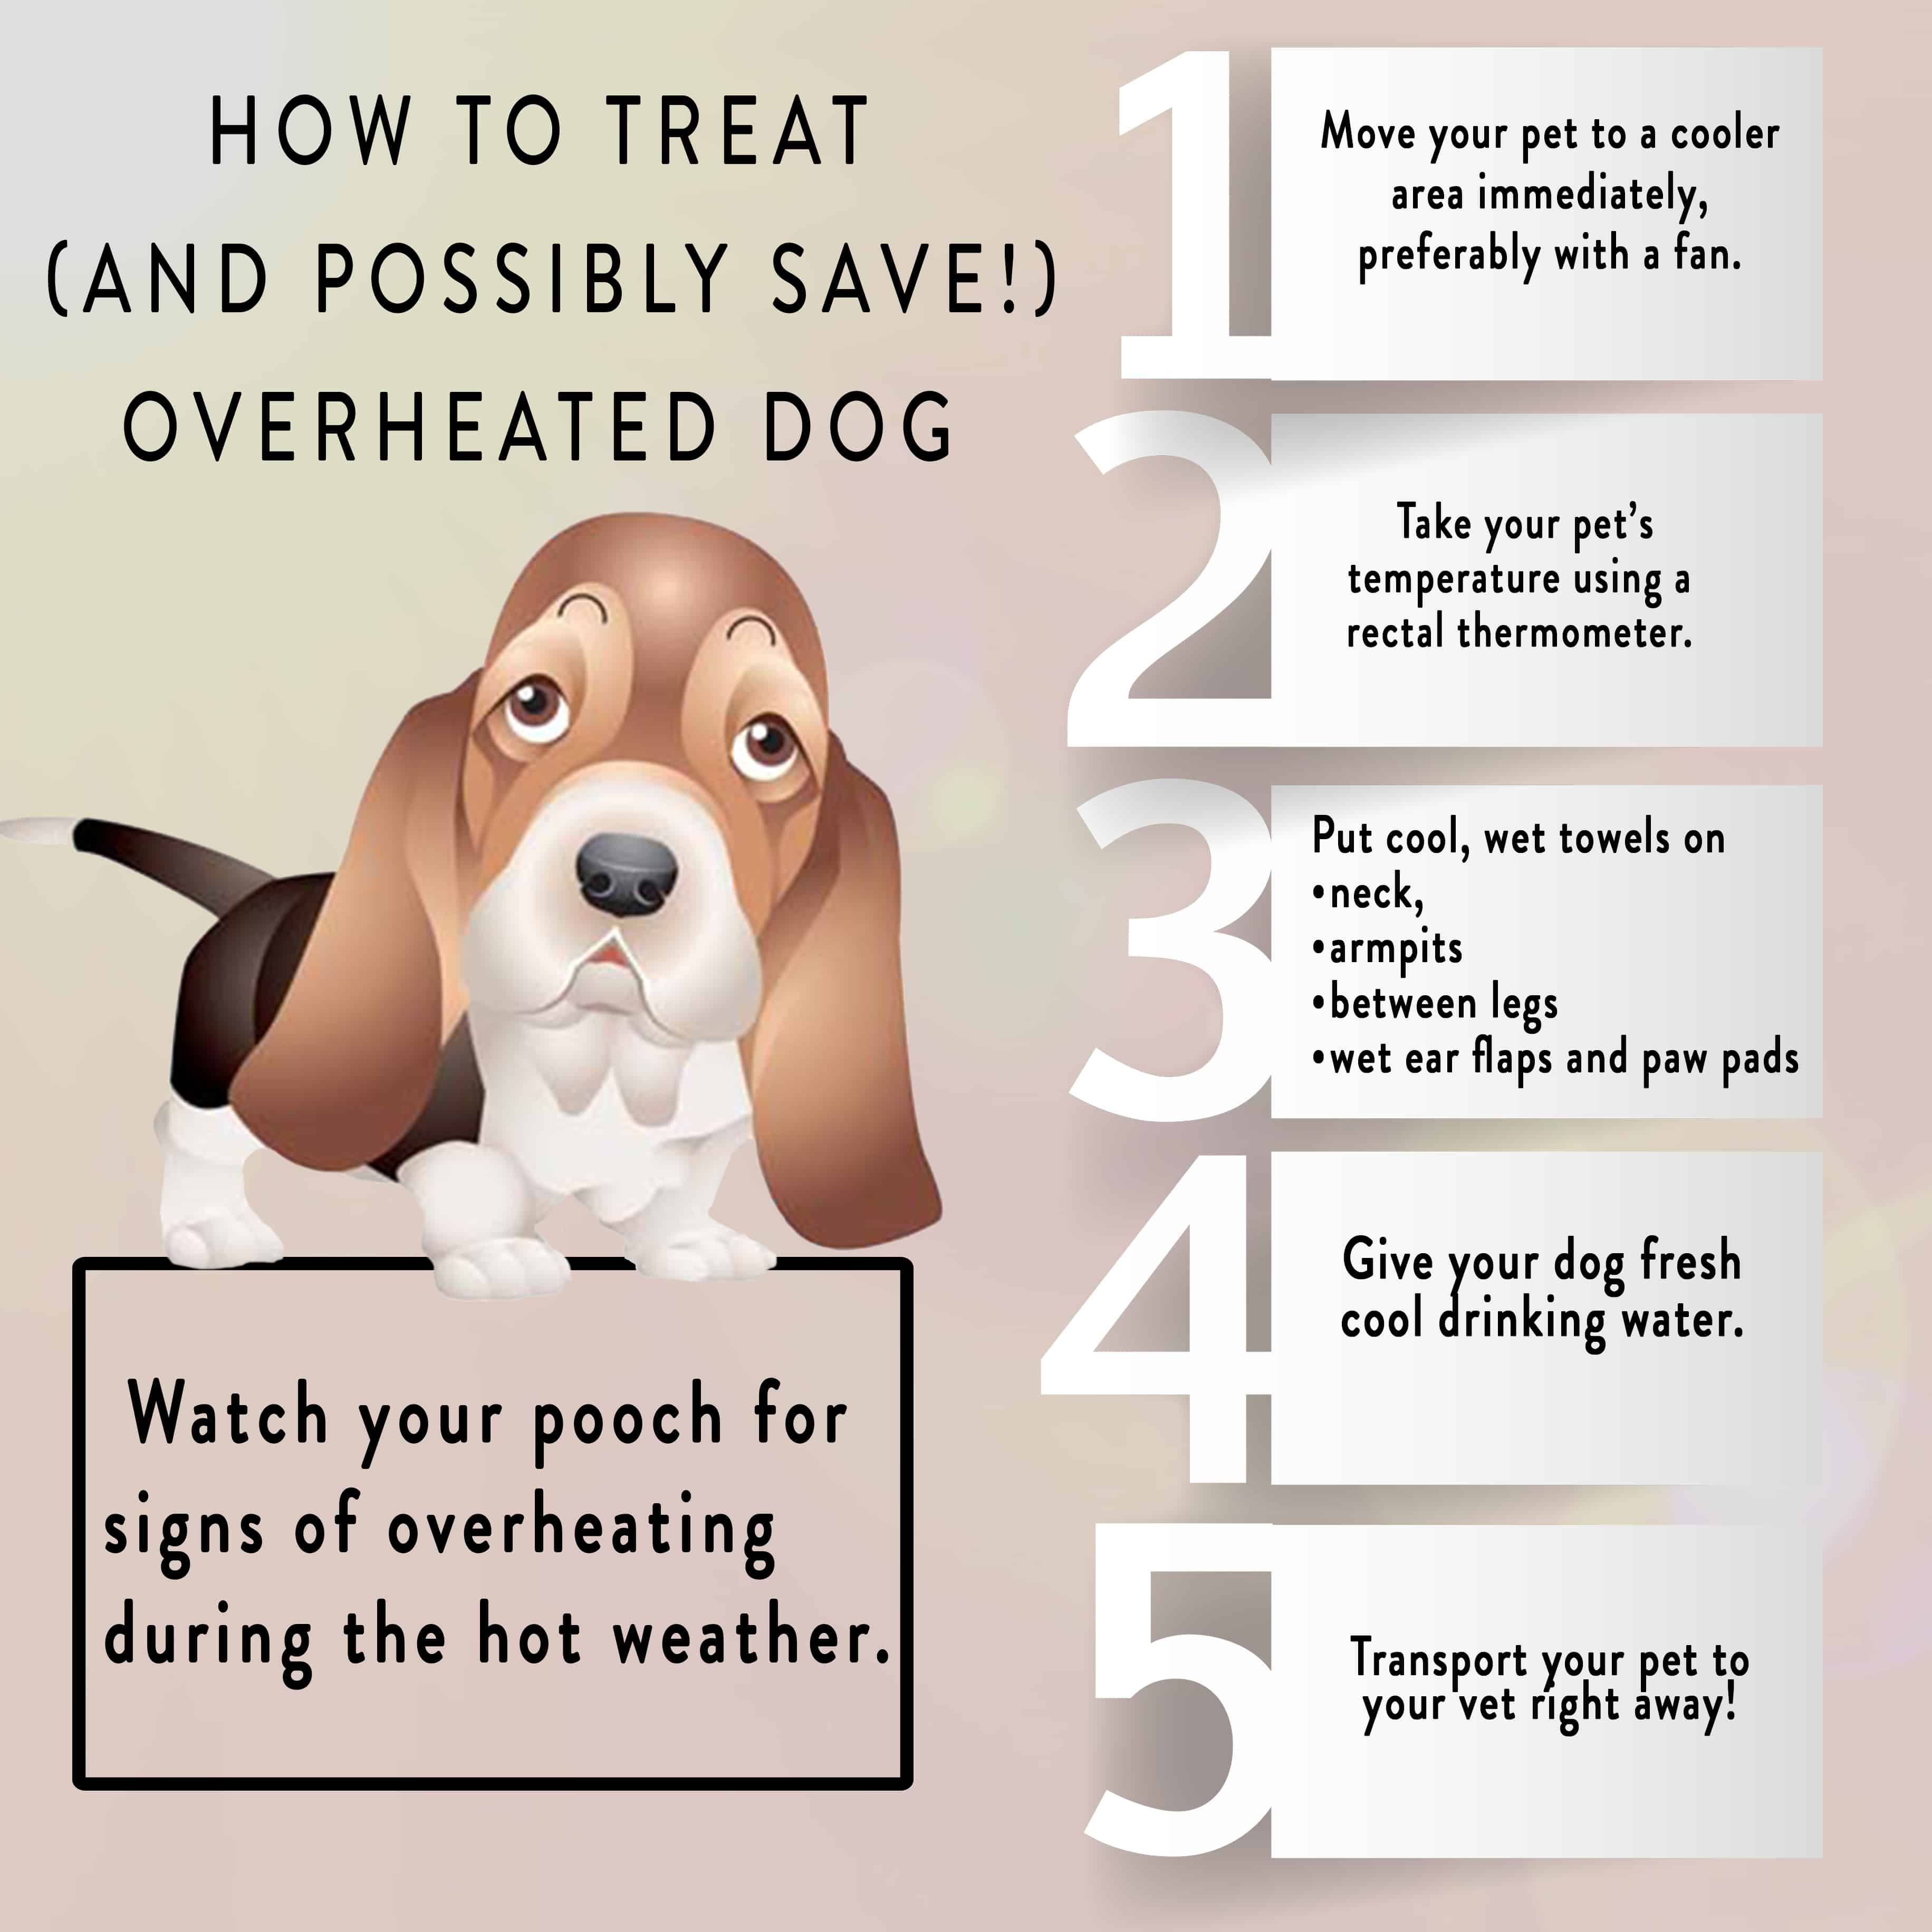 HOW TO TREAT
(AND POSSIBLY SAVE!)
OVERHEATED DOG
Watch your pooch for
signs of overheating
during the hot weather.
1
Move your pet to a cooler
area immediately,
preferably with a fan.
2
Take your pet’s
temperature using a
rectal thermometer.
3
Put cool, wet towels on
•neck,
•armpits
•between legs
•wet ear flaps and paw pads
4
Give your dog fresh
cool drinking water.
5
Transport your pet to
your vet right away!